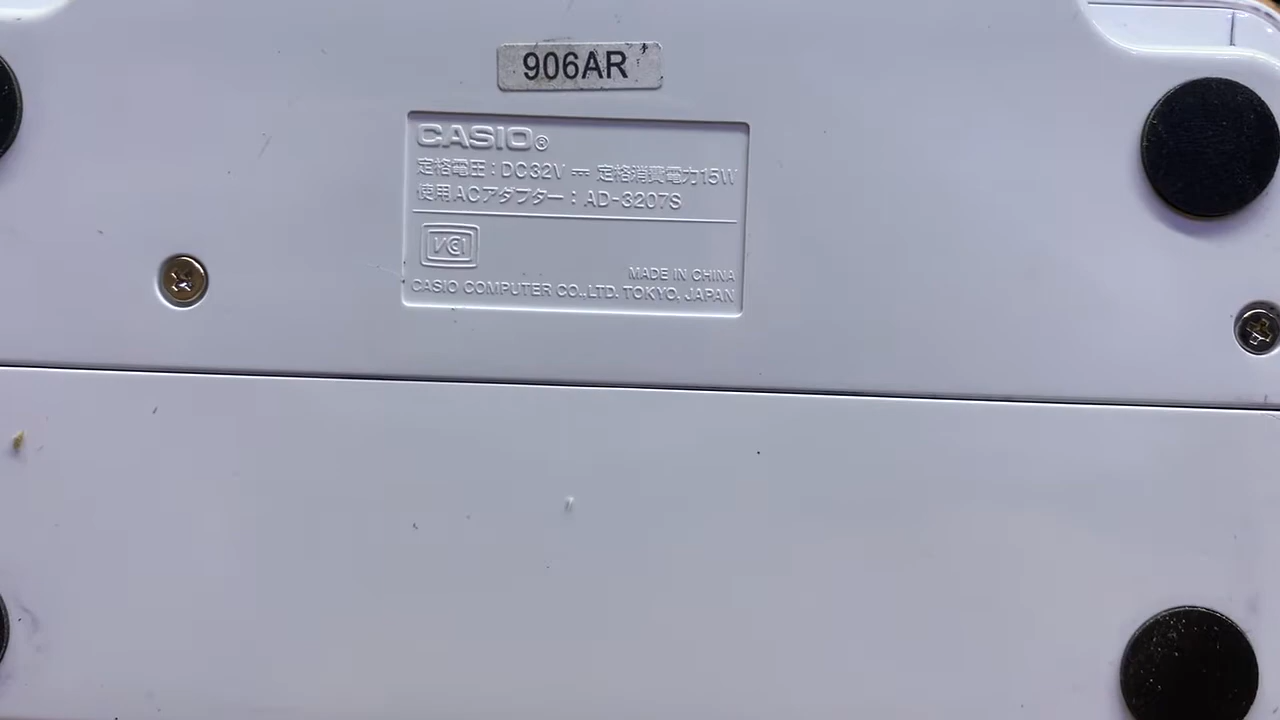 906AR
CASIO®
定格電圧：DC32V ⎓ 定格消費電力15W
使用ACアダプター：AD-3207S
VCI
MADE IN CHINA
CASIO COMPUTER CO.,LTD. TOKYO, JAPAN